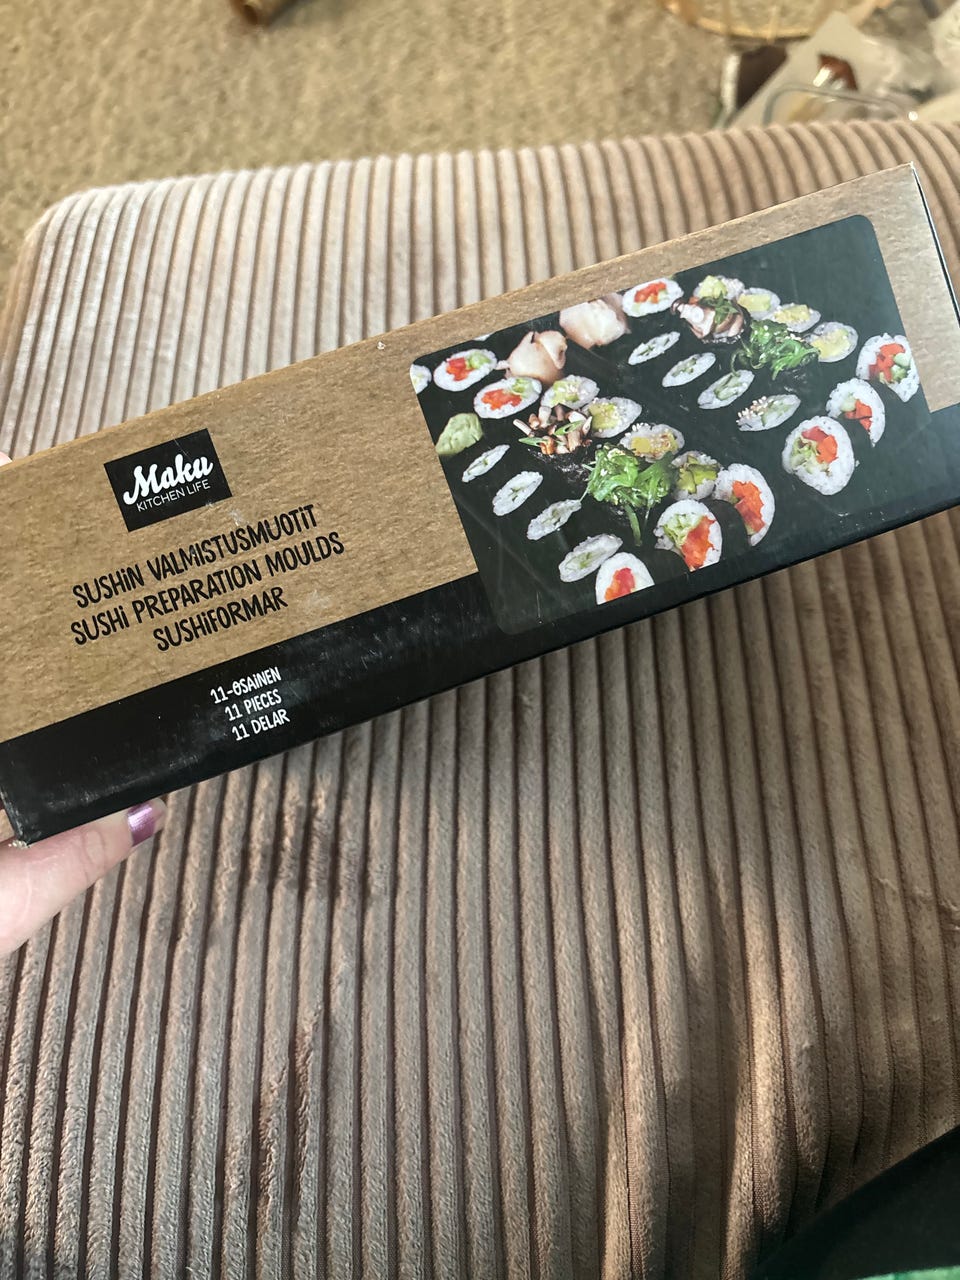 Maku
KITCHEN LIFE
SUSHiN VALMISTUSMUOTiT
SUSHi PREPARATION MOULDS
SUSHiFORMAR
11-OSAiNEN
11 PIECES
11 DELAR